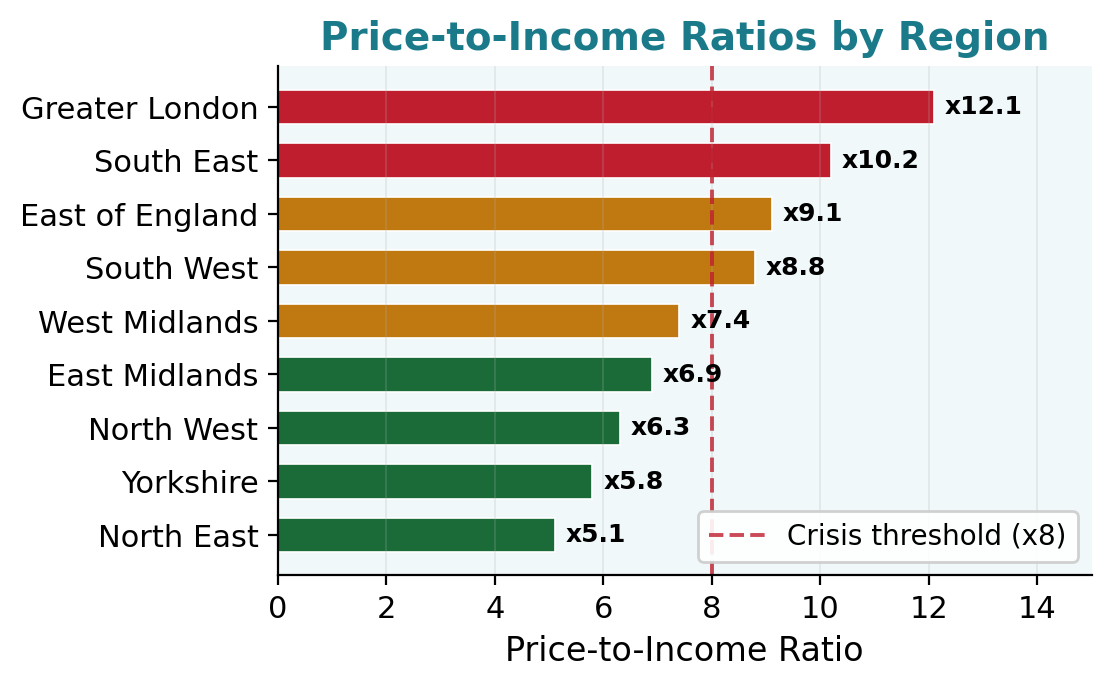 Price-to-Income Ratios by Region
Greater London x12.1
South East x10.2
East of England x9.1
South West x8.8
West Midlands x7.4
East Midlands x6.9
North West x6.3
Yorkshire x5.8
North East x5.1
Crisis threshold (x8)
0 2 4 6 8 10 12 14
Price-to-Income Ratio